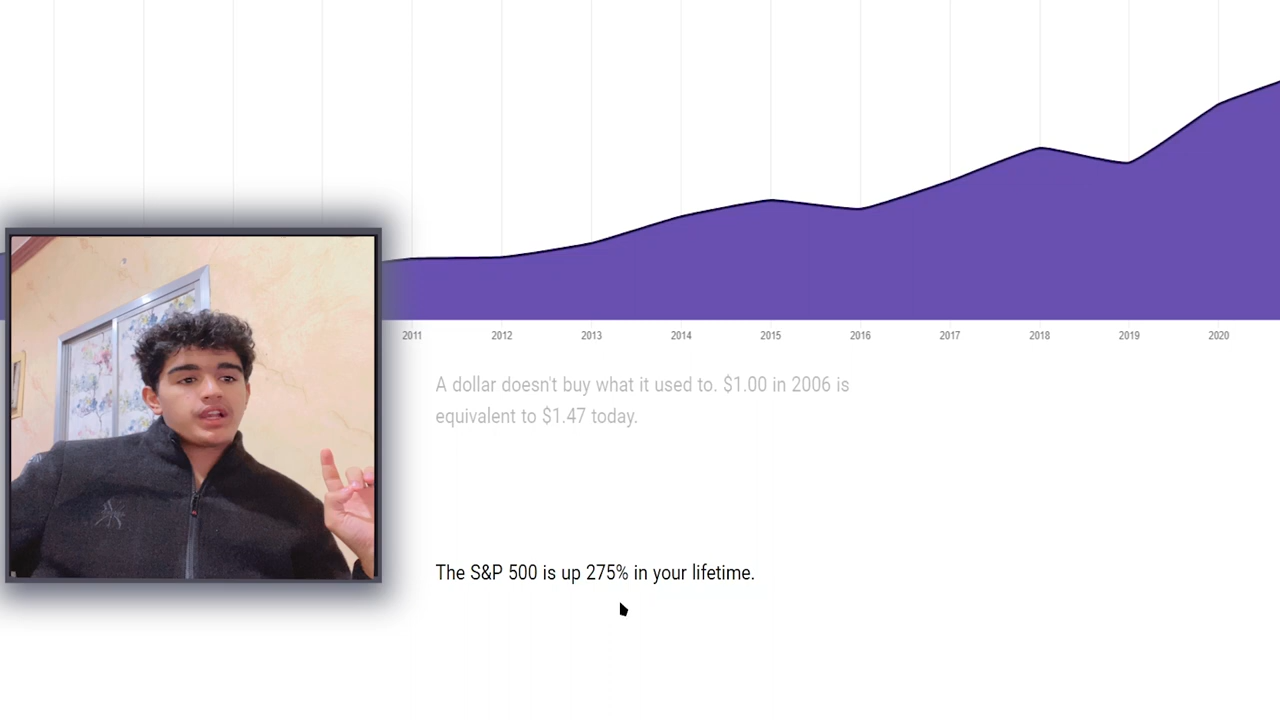 2011 2012 2013 2014 2015 2016 2017 2018 2019 2020
A dollar doesn't buy what it used to. $1.00 in 2006 is
equivalent to $1.47 today.
The S&P 500 is up 275% in your lifetime.